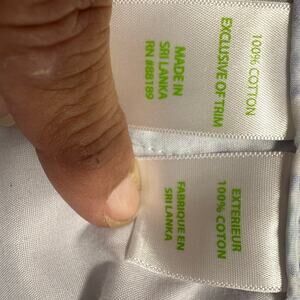 100% COTTON
EXCLUSIVE OF TRIM
MADE IN
SRI LANKA
RN #88189
EXTERIEUR
100% COTON
FABRIQUE EN
SRI LANKA